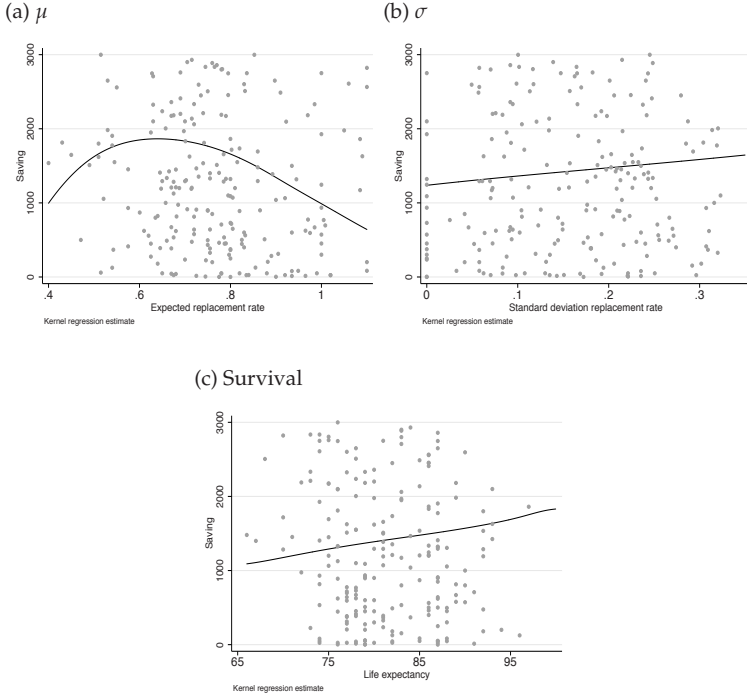 (a) μ
Saving
3000
2000
1000
0
.4 .6 .8 1
Expected replacement rate
Kernel regression estimate
(b) σ
Saving
3000
2000
1000
0
0 .1 .2 .3
Standard deviation replacement rate
Kernel regression estimate
(c) Survival
Saving
3000
2000
1000
0
65 75 85 95
Life expectancy
Kernel regression estimate